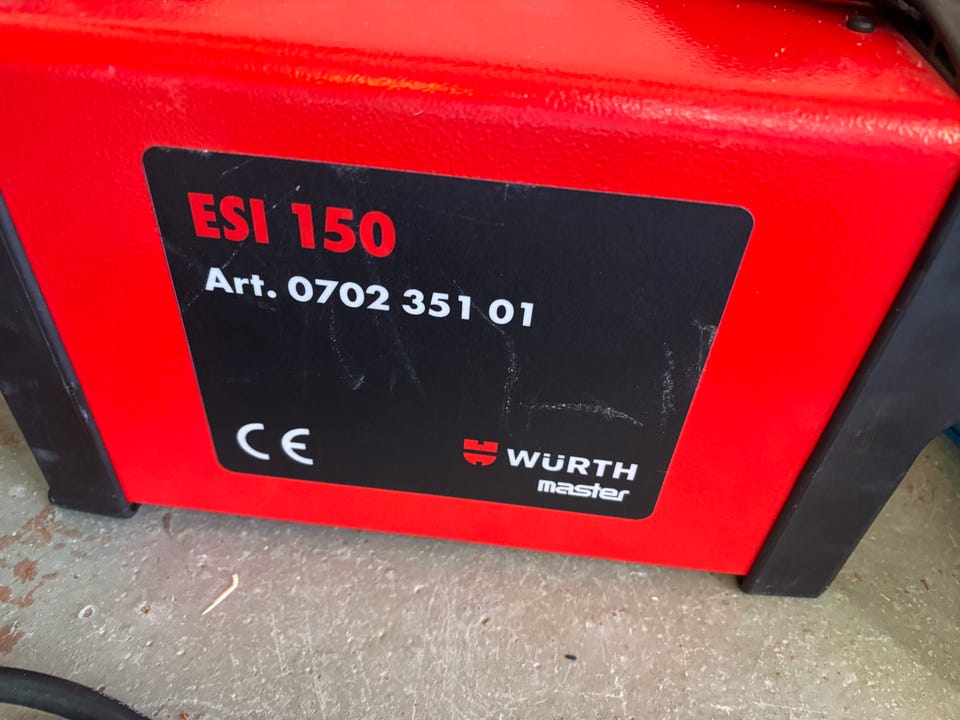 ESI 150
Art. 0702 351 01
CE
WÜRTH
master